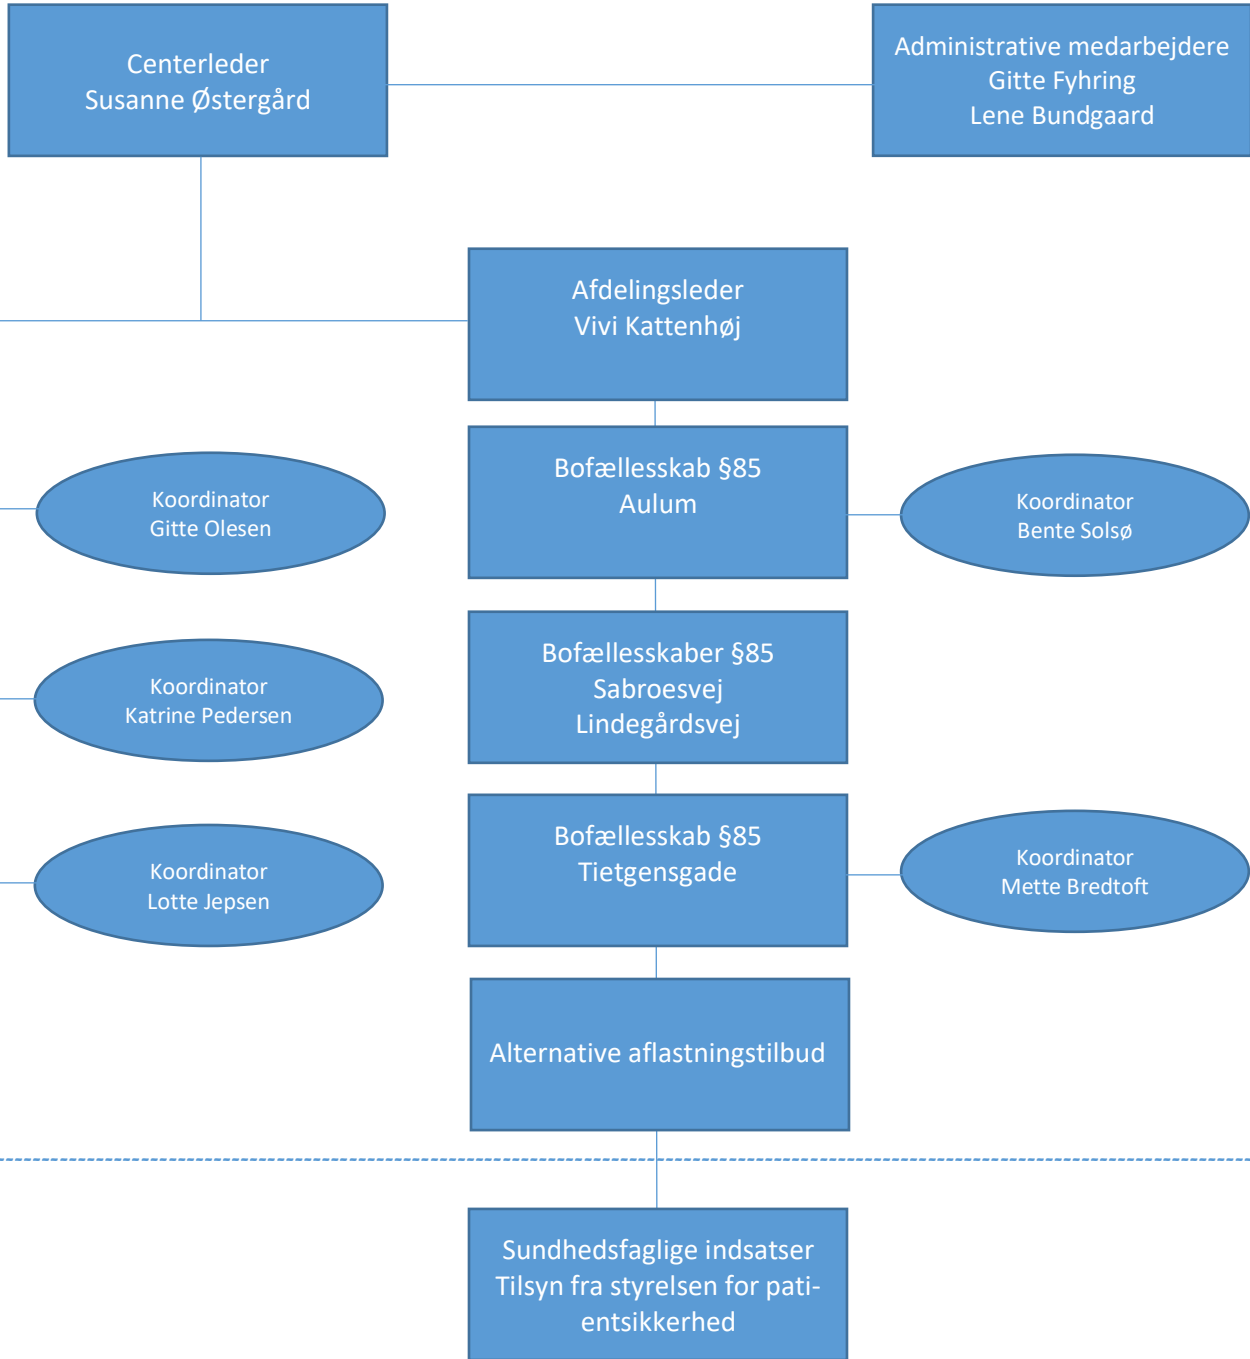 Centerleder
Susanne Østergård
Administrative medarbejdere
Gitte Fyhring
Lene Bundgaard
Afdelingsleder
Vivi Kattenhøj
Koordinator
Gitte Olesen
Bofællesskab §85
Aulum
Koordinator
Bente Solsø
Koordinator
Katrine Pedersen
Bofællesskaber §85
Sabroesvej
Lindegårdsvej
Koordinator
Lotte Jepsen
Bofællesskab §85
Tietgensgade
Koordinator
Mette Bredtoft
Alternative aflastningstilbud
Sundhedsfaglige indsatser
Tilsyn fra styrelsen for pati-
entsikkerhed